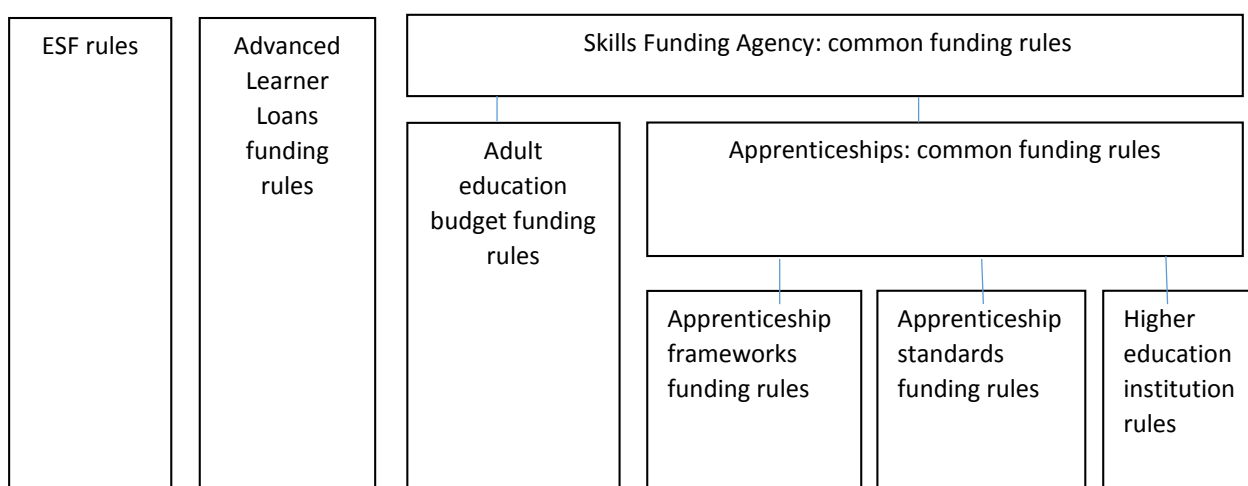 ESF rules
Advanced
Learner
Loans
funding
rules
Skills Funding Agency: common funding rules
Adult
education
budget funding
rules
Apprenticeships: common funding rules
Apprenticeship
frameworks
funding rules
Apprenticeship
standards
funding rules
Higher
education
institution
rules